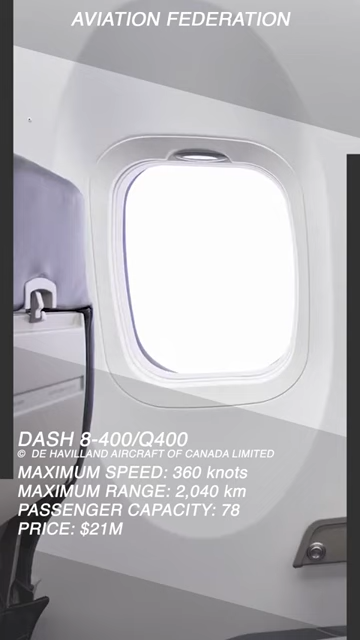 AVIATION FEDERATION
DASH 8-400/Q400
© DE HAVILLAND AIRCRAFT OF CANADA LIMITED
MAXIMUM SPEED: 360 knots
MAXIMUM RANGE: 2,040 km
PASSENGER CAPACITY: 78
PRICE: $21M